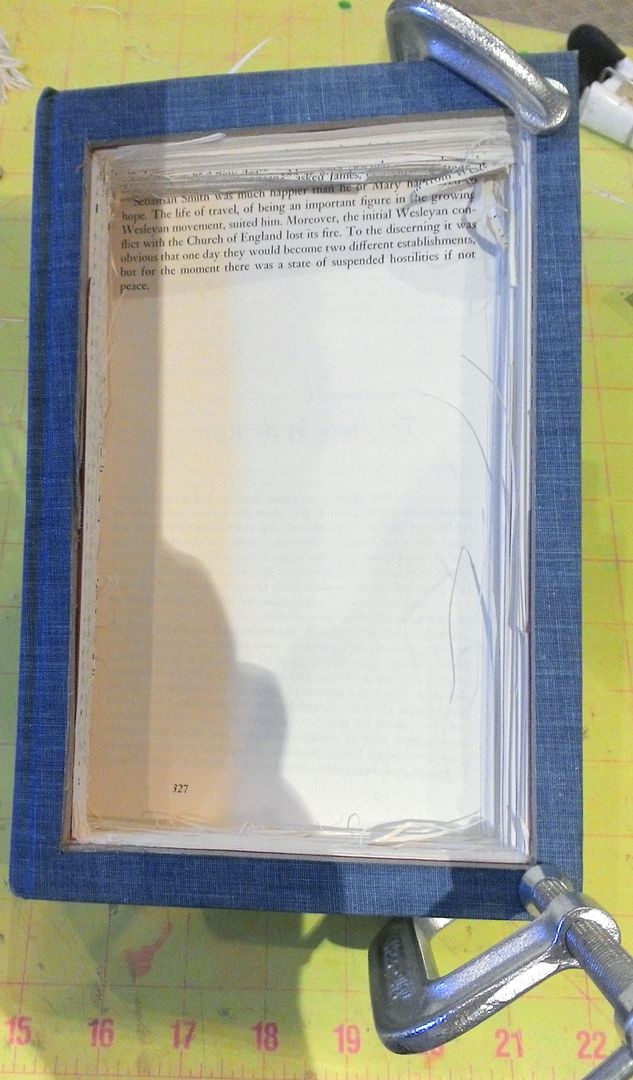 asked James.
Sebastian Smith was much happier than he or Mary had
hope. The life of travel, of being an important figure in the growing
Wesleyan movement, suited him. Moreover, the initial Wesleyan con-
flict with the Church of England lost its fire. To the discerning it was
obvious that one day they would become two different establishments,
but for the moment there was a state of suspended hostilities if not
peace.
327
15 16 17 18 19 21 22